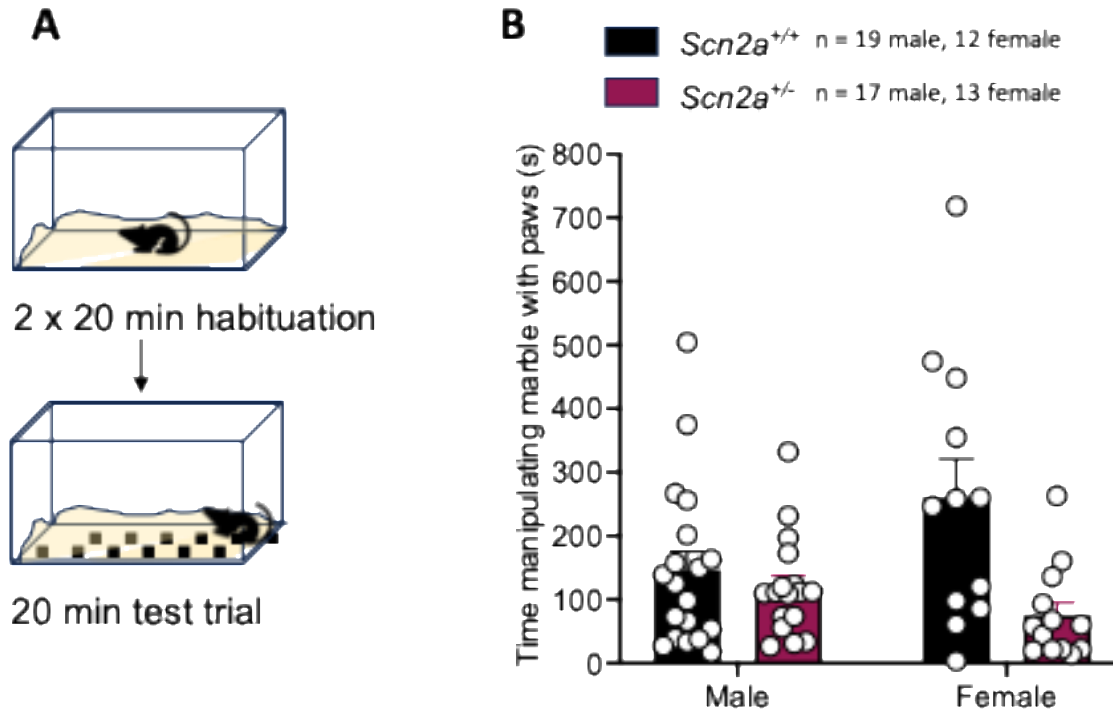 A
2 x 20 min habituation
20 min test trial
B
Scn2a+/+ n = 19 male, 12 female
Scn2a+/- n = 17 male, 13 female
Time manipulating marble with paws (s)
800
700
600
500
400
300
200
100
0
Male
Female